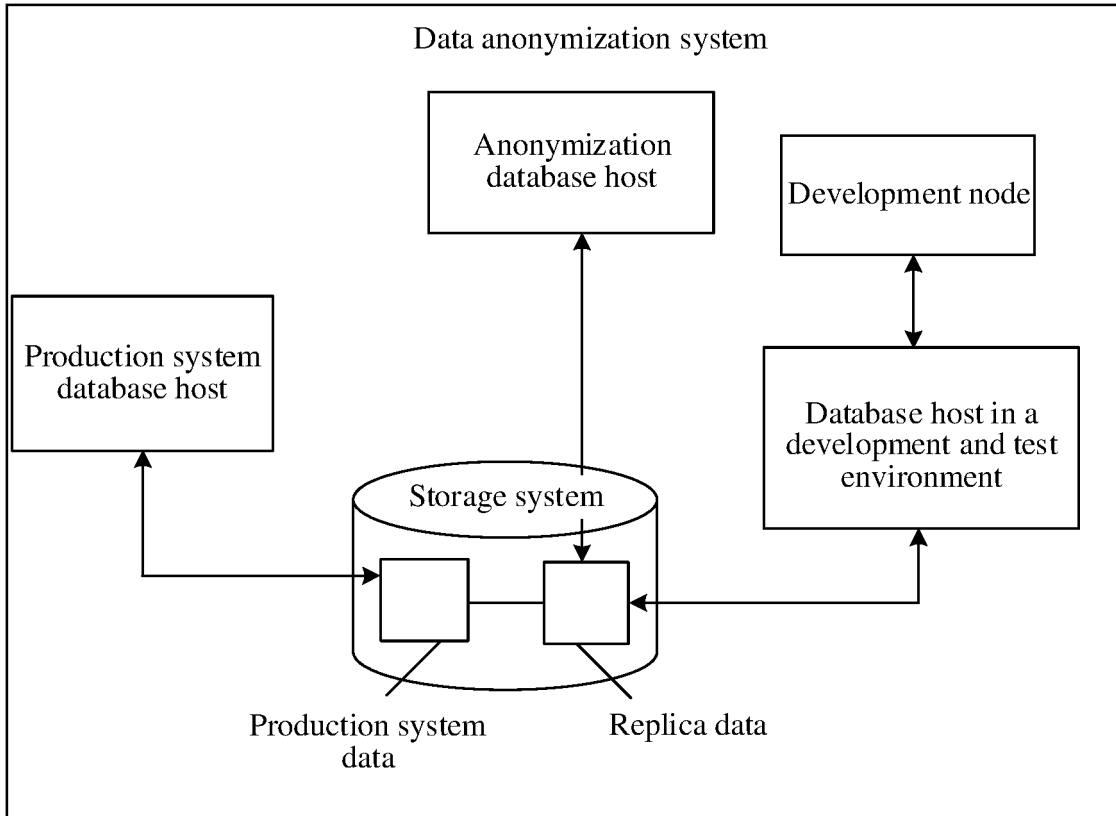 Data anonymization system
Anonymization
database host
Development node
Production system
database host
Database host in a
development and test
environment
Storage system
Production system
data
Replica data